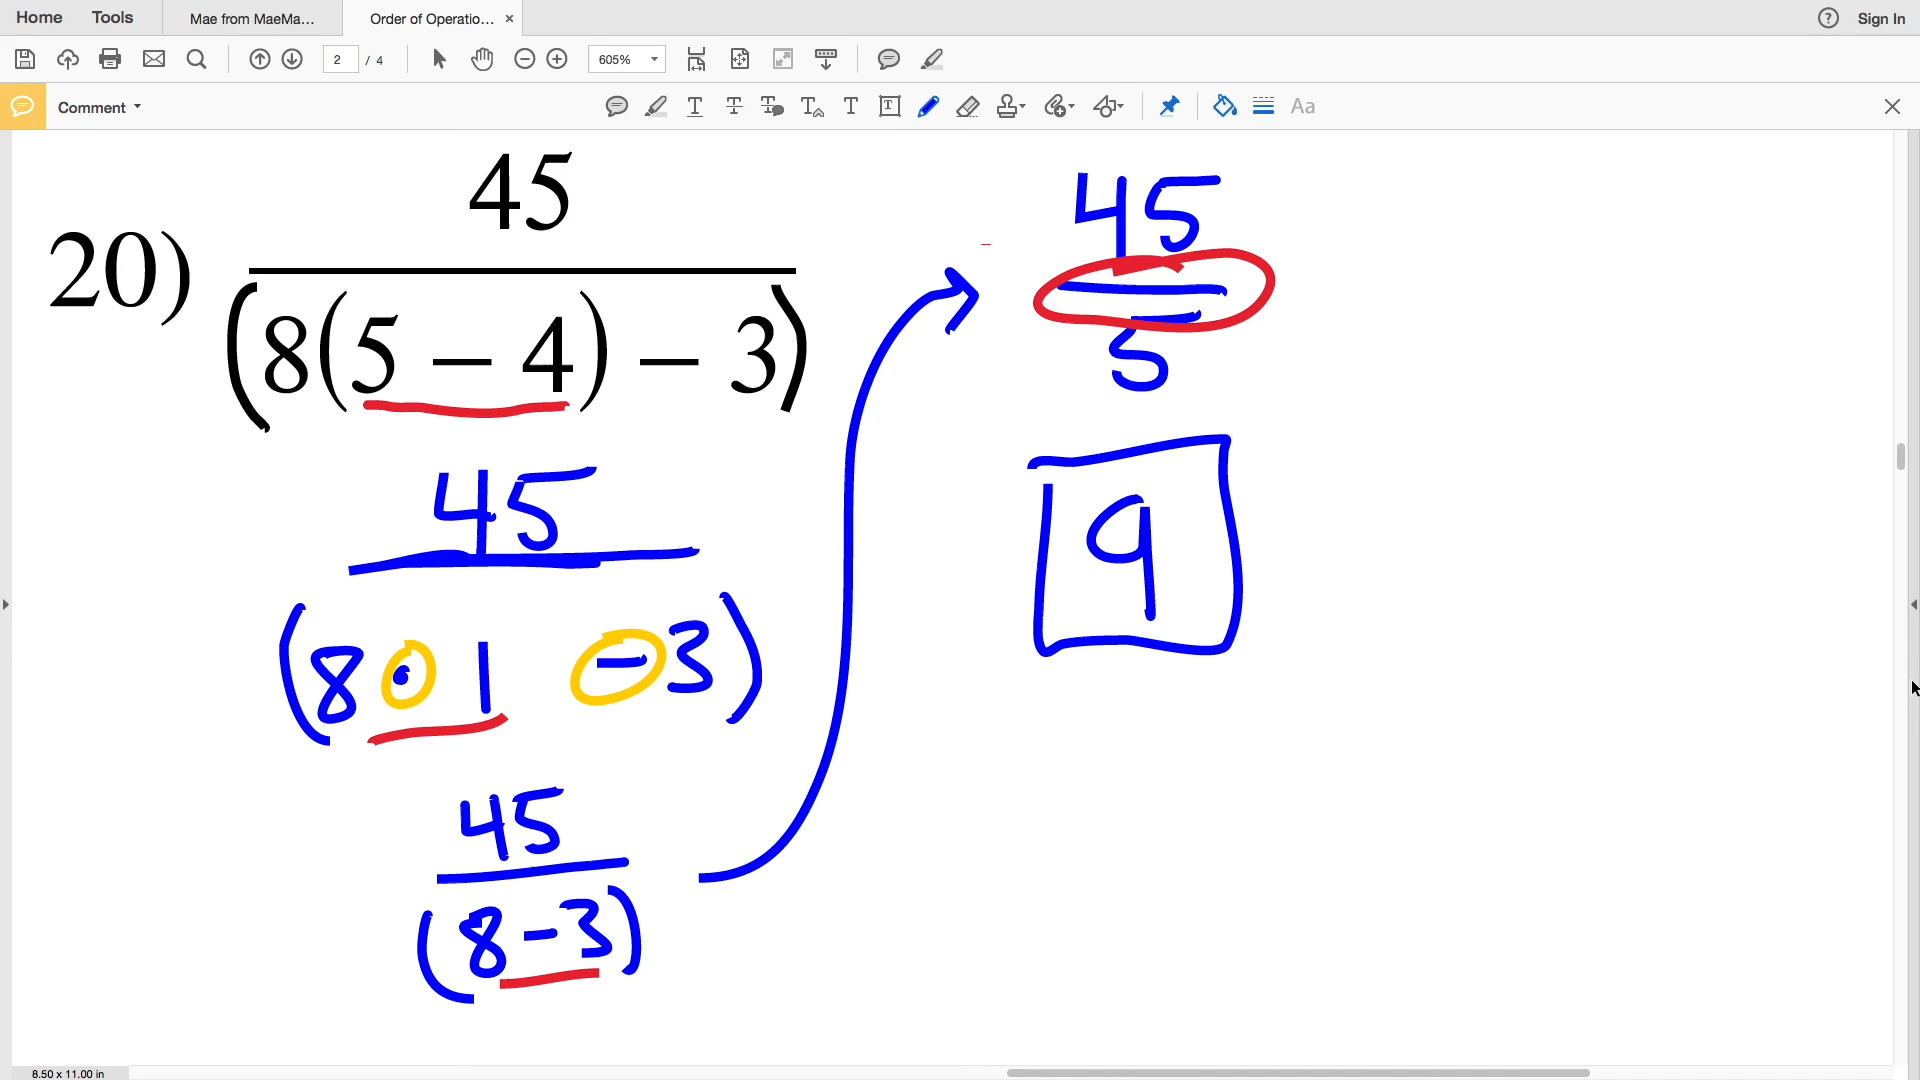 Home Tools Mae from MaeMa... Order of Operatio... × ? Sign In
2 / 4 605%
Comment Aa
20) 45
(8(5 − 4) − 3)
45
(8 • 1 − 3)
45
(8 − 3)
45
5
9
8.50 x 11.00 in